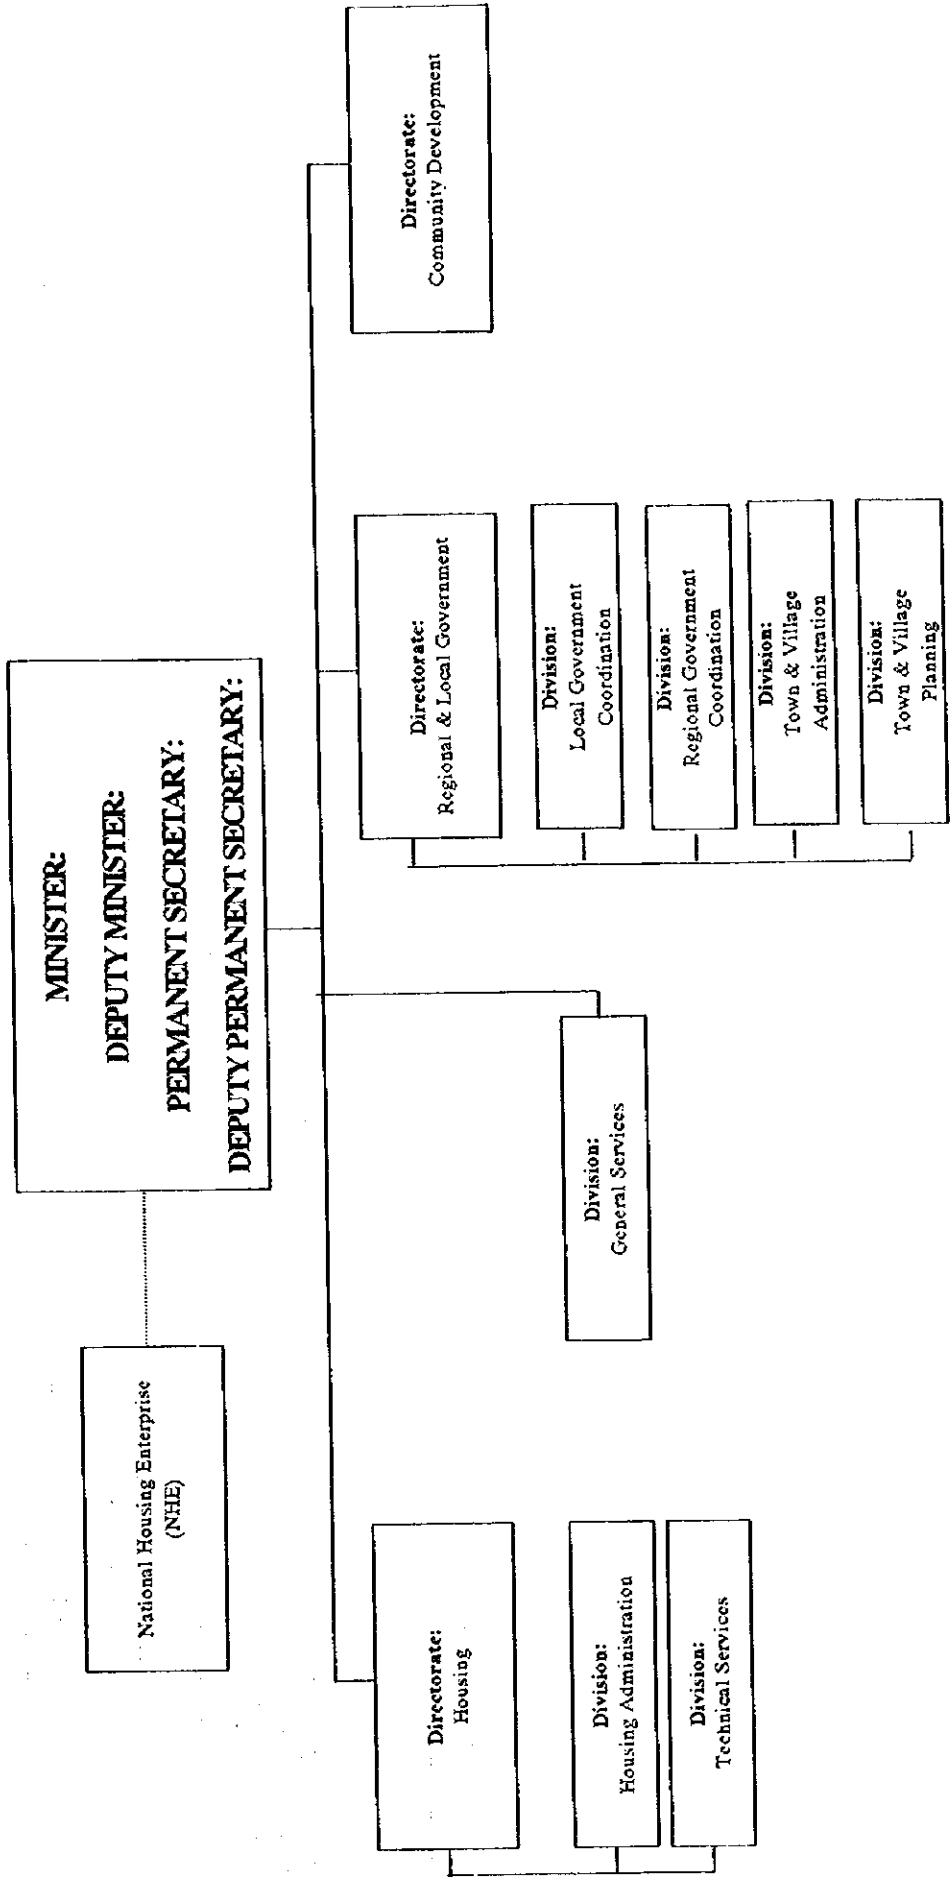 MINISTER:
DEPUTY MINISTER:
PERMANENT SECRETARY:
DEPUTY PERMANENT SECRETARY:
National Housing Enterprise
(NHE)
Directorate:
Housing
Division:
Housing Administration
Division:
Technical Services
Division:
General Services
Directorate:
Regional & Local Government
Division:
Local Government
Coordination
Division:
Regional Government
Coordination
Division:
Town & Village
Administration
Division:
Town & Village
Planning
Directorate:
Community Development